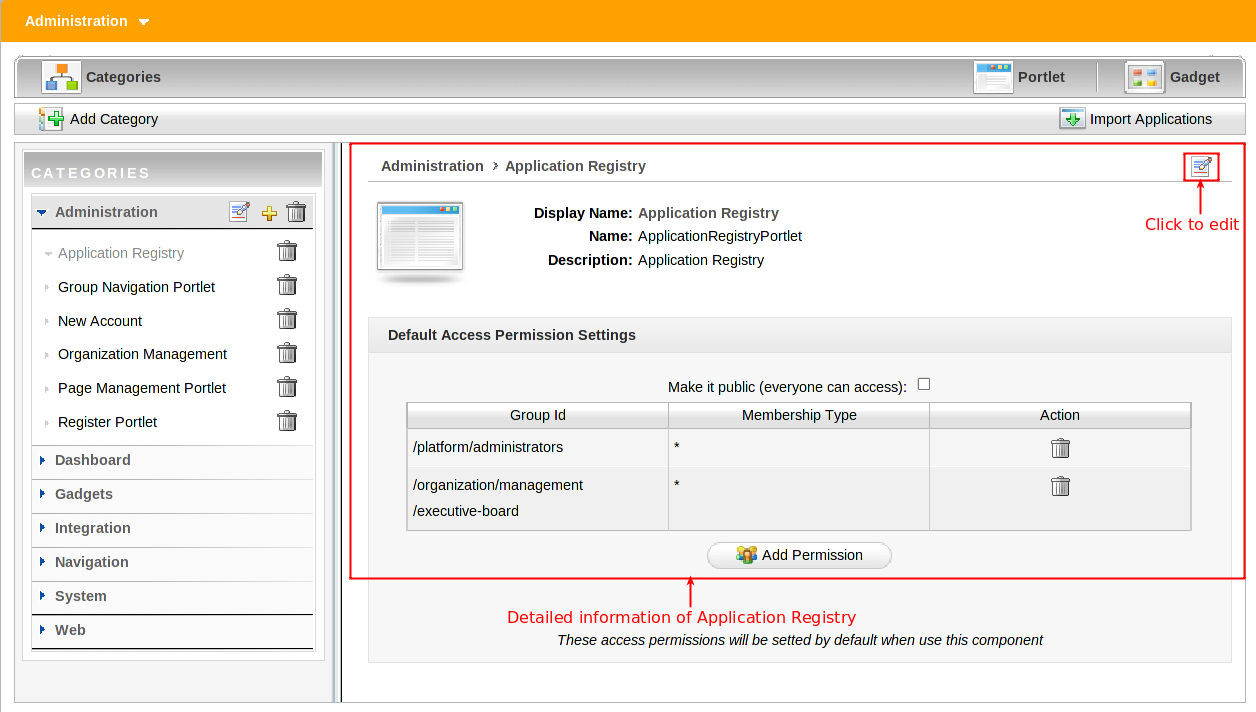 Administration
Categories
Portlet
Gadget
Add Category
Import Applications
CATEGORIES
Administration
Application Registry
Group Navigation Portlet
New Account
Organization Management
Page Management Portlet
Register Portlet
Dashboard
Gadgets
Integration
Navigation
System
Web
Administration > Application Registry
Click to edit
Display Name: Application Registry
Name: ApplicationRegistryPortlet
Description: Application Registry
Default Access Permission Settings
Make it public (everyone can access):
Group Id Membership Type Action
/platform/administrators *
/organization/management *
/executive-board
Add Permission
Detailed information of Application Registry
These access permissions will be setted by default when use this component